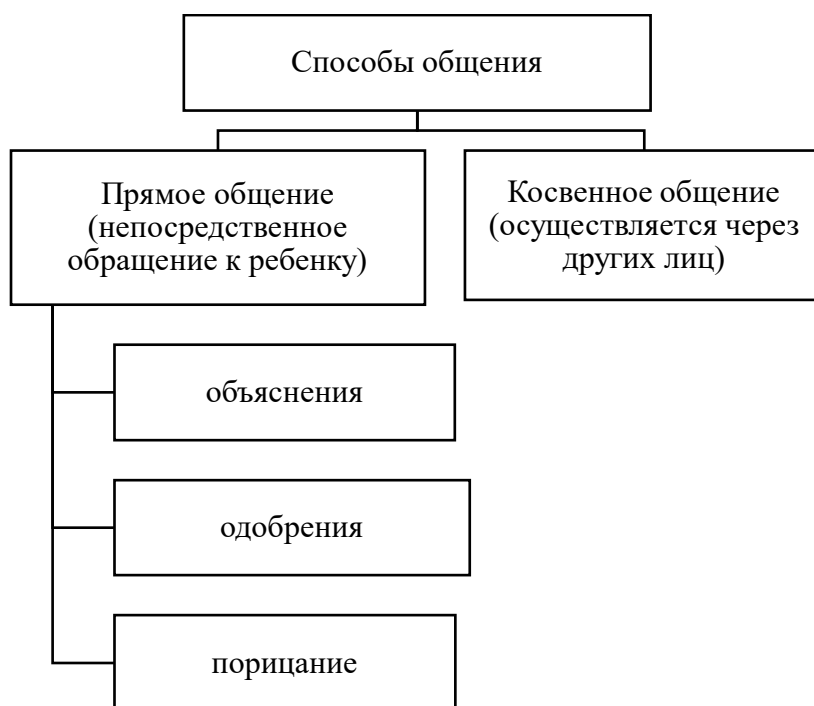 Способы общения
Прямое общение
(непосредственное
обращение к ребенку)
Косвенное общение
(осуществляется через
других лиц)
объяснения
одобрения
порицание